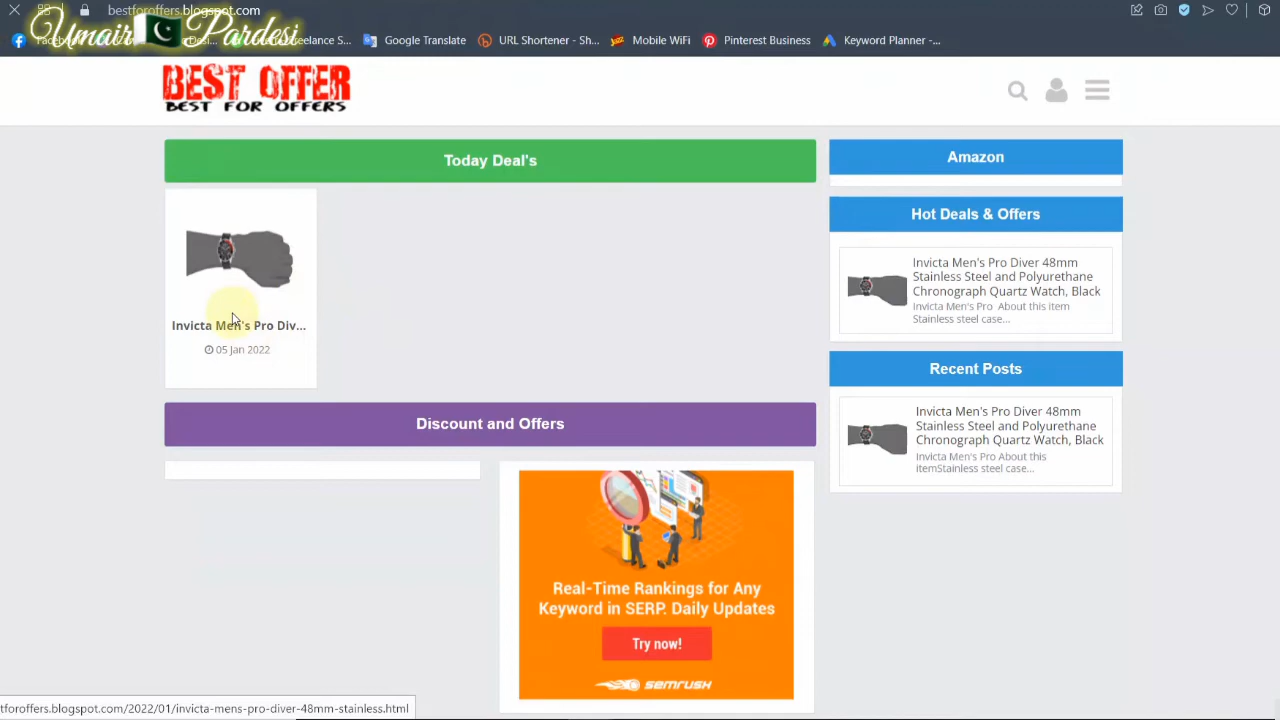 bestforoffers.blogspot.com
Umair Pardesi
Google Translate
URL Shortener - Sh...
Mobile WiFi
Pinterest Business
Keyword Planner -...
BEST OFFER
BEST FOR OFFERS
Today Deal's
Invicta Men's Pro Div...
05 Jan 2022
Discount and Offers
Real-Time Rankings for Any
Keyword in SERP. Daily Updates
Try now!
SEMRUSH
Amazon
Hot Deals & Offers
Invicta Men's Pro Diver 48mm
Stainless Steel and Polyurethane
Chronograph Quartz Watch, Black
Invicta Men's Pro About this item
Stainless steel case...
Recent Posts
Invicta Men's Pro Diver 48mm
Stainless Steel and Polyurethane
Chronograph Quartz Watch, Black
Invicta Men's Pro About this
itemStainless steel case...
tforoffers.blogspot.com/2022/01/invicta-mens-pro-diver-48mm-stainless.html